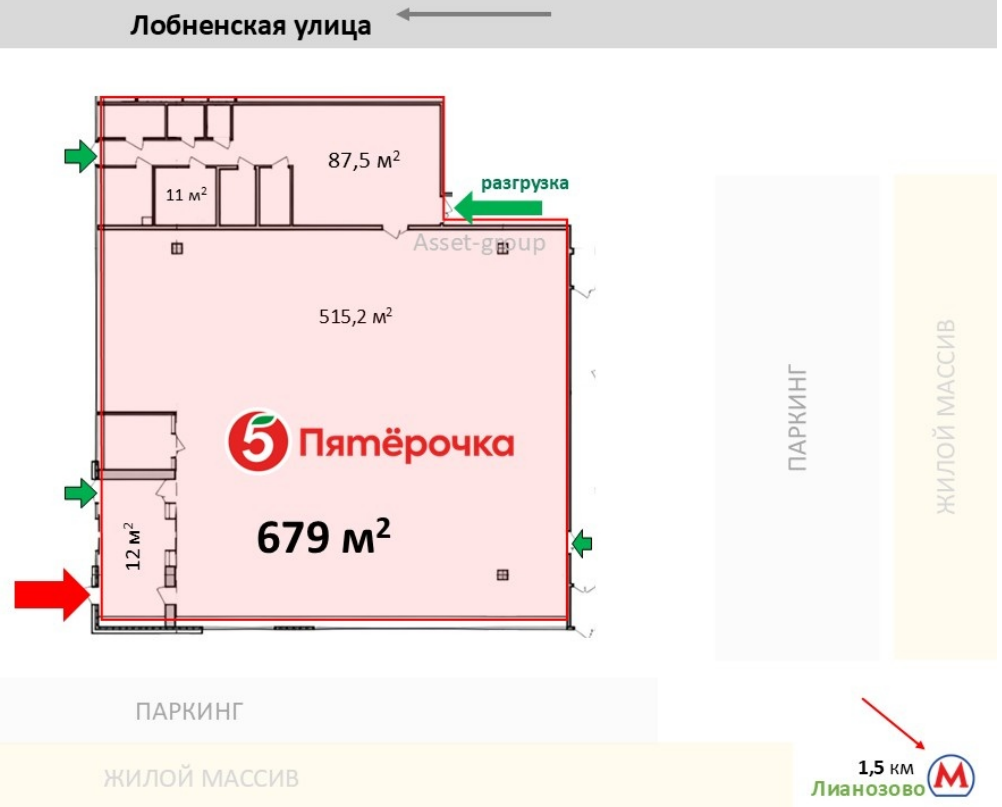 Лобненская улица
87,5 м²
11 м²
разгрузка
Asset-group
515,2 м²
5 Пятёрочка
679 м²
12 м²
ПАРКИНГ
ЖИЛОЙ МАССИВ
ПАРКИНГ
ЖИЛОЙ МАССИВ
1,5 км
Лианозово
М